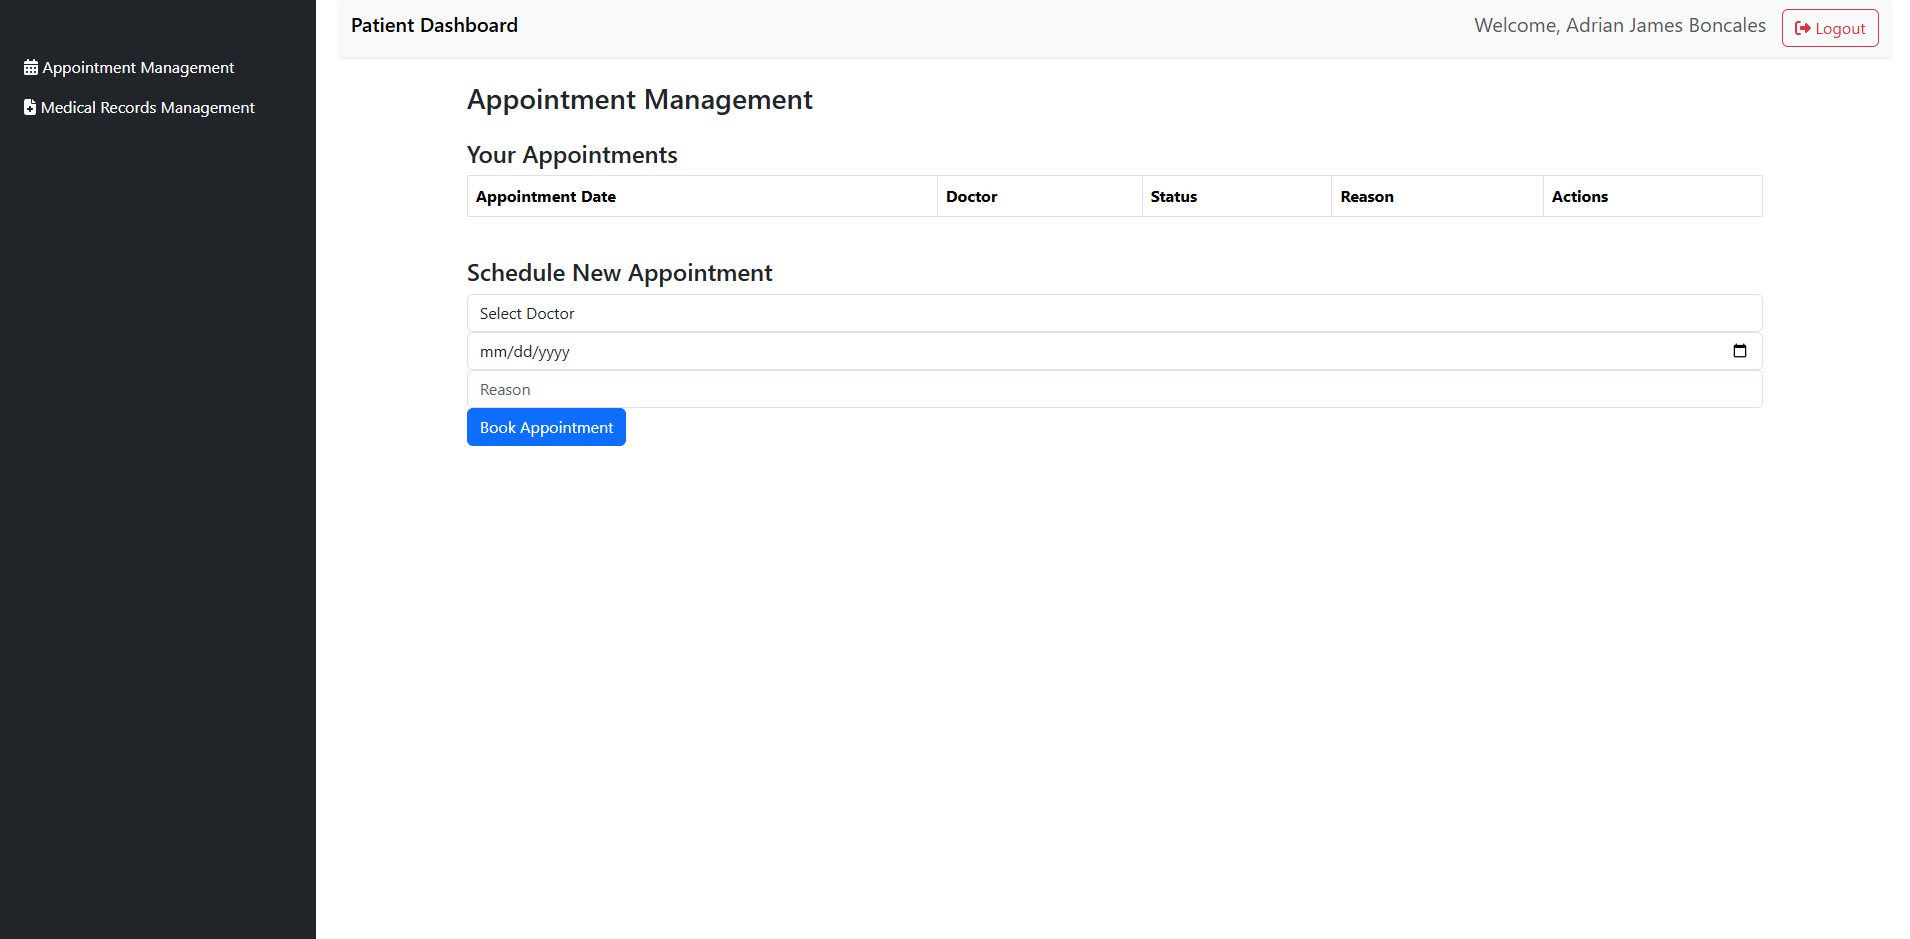 Patient Dashboard
Welcome, Adrian James Boncales
Logout
Appointment Management
Medical Records Management
Appointment Management
Your Appointments
Appointment Date Doctor Status Reason Actions
Schedule New Appointment
Select Doctor
mm/dd/yyyy
Reason
Book Appointment